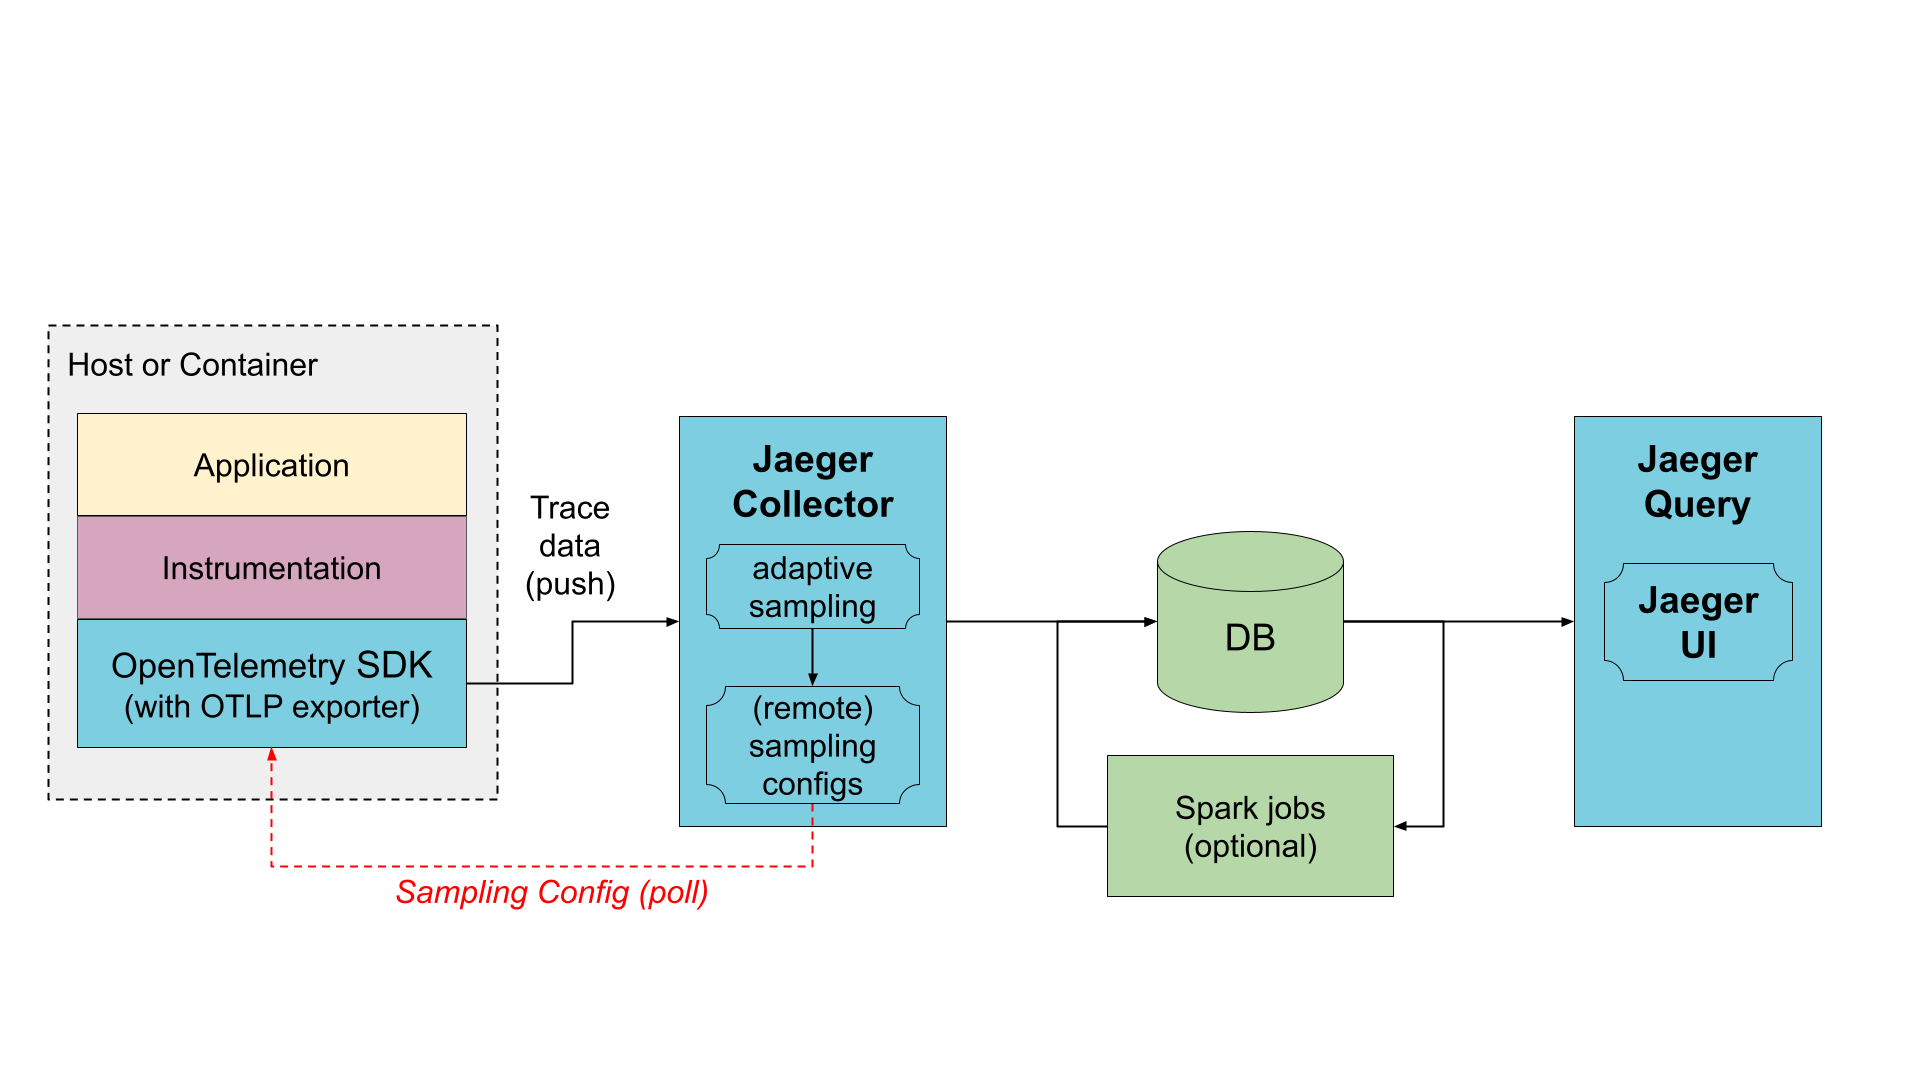 Host or Container
Application
Instrumentation
OpenTelemetry SDK
(with OTLP exporter)
Trace
data
(push)
Jaeger
Collector
adaptive
sampling
(remote)
sampling
configs
Sampling Config (poll)
DB
Spark jobs
(optional)
Jaeger
Query
Jaeger
UI